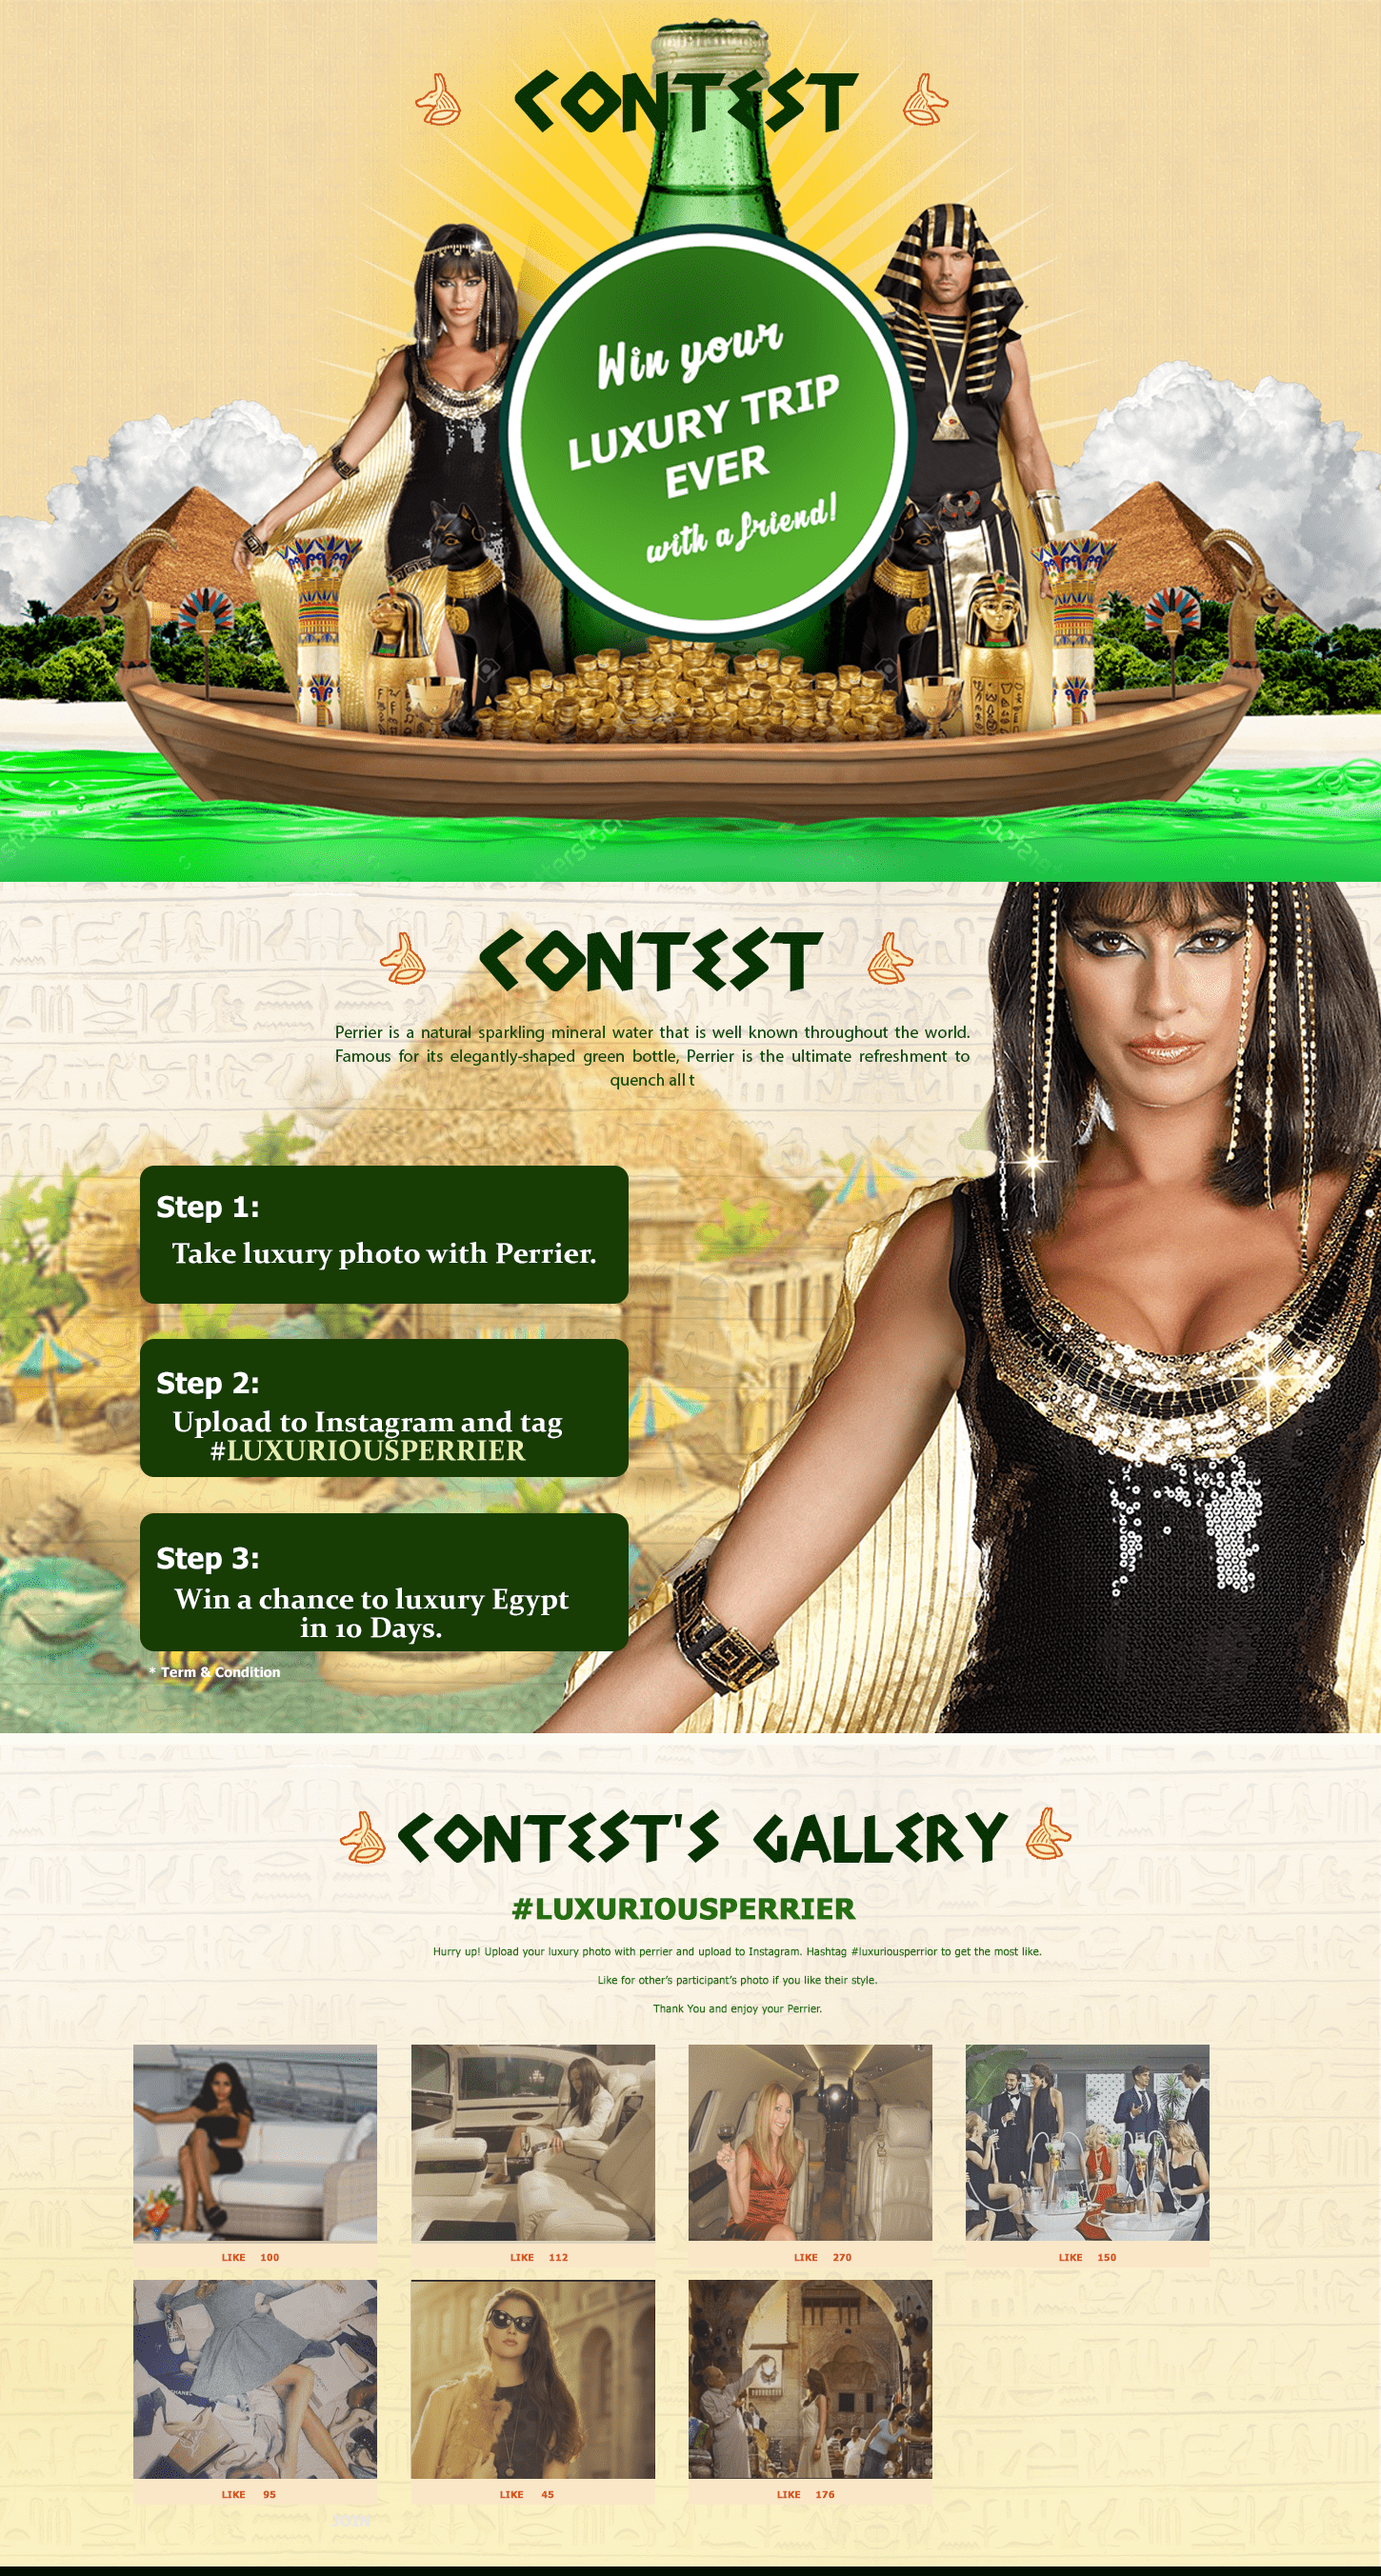 CONTEST
Win your
LUXURY TRIP
EVER
with a friend!
CONTEST
Perrier is a natural sparkling mineral water that is well known throughout the world.
Famous for its elegantly-shaped green bottle, Perrier is the ultimate refreshment to
quench all t
Step 1:
Take luxury photo with Perrier.
Step 2:
Upload to Instagram and tag
#LUXURIOUSPERRIER
Step 3:
Win a chance to luxury Egypt
in 10 Days.
* Term & Condition
CONTEST'S GALLERY
#LUXURIOUSPERRIER
Hurry up! Upload your luxury photo with perrier and upload to Instagram. Hashtag #luxuriousperrior to get the most like.
Like for other's participant's photo if you like their style.
Thank You and enjoy your Perrier.
LIKE 100
LIKE 112
LIKE 270
LIKE 150
CHANEL
LIKE 95
LIKE 45
LIKE 176